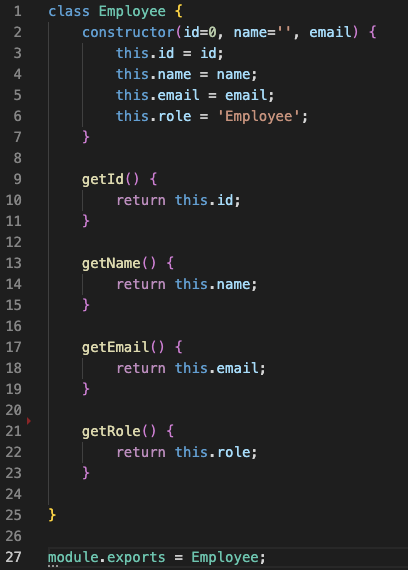 1 class Employee {
2     constructor(id=0, name='', email) {
3         this.id = id;
4         this.name = name;
5         this.email = email;
6         this.role = 'Employee';
7     }
8
9     getId() {
10         return this.id;
11     }
12
13     getName() {
14         return this.name;
15     }
16
17     getEmail() {
18         return this.email;
19     }
20
21     getRole() {
22         return this.role;
23     }
24
25 }
26
27 module.exports = Employee;